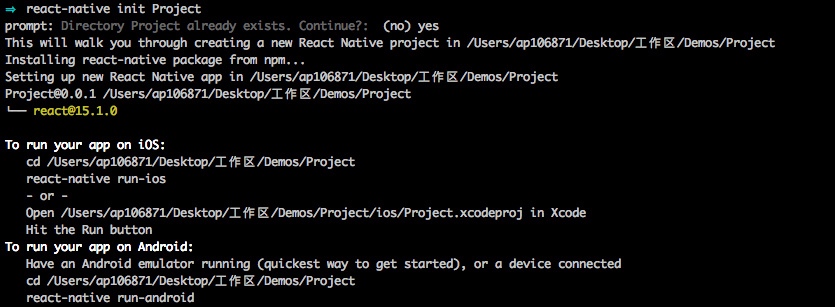 ⇒ react-native init Project
prompt: Directory Project already exists. Continue?:  (no) yes
This will walk you through creating a new React Native project in /Users/ap106871/Desktop/工作区/Demos/Project
Installing react-native package from npm...
Setting up new React Native app in /Users/ap106871/Desktop/工作区/Demos/Project
Project@0.0.1 /Users/ap106871/Desktop/工作区/Demos/Project
└── react@15.1.0

To run your app on iOS:
   cd /Users/ap106871/Desktop/工作区/Demos/Project
   react-native run-ios
   - or -
   Open /Users/ap106871/Desktop/工作区/Demos/Project/ios/Project.xcodeproj in Xcode
   Hit the Run button
To run your app on Android:
   Have an Android emulator running (quickest way to get started), or a device connected
   cd /Users/ap106871/Desktop/工作区/Demos/Project
   react-native run-android